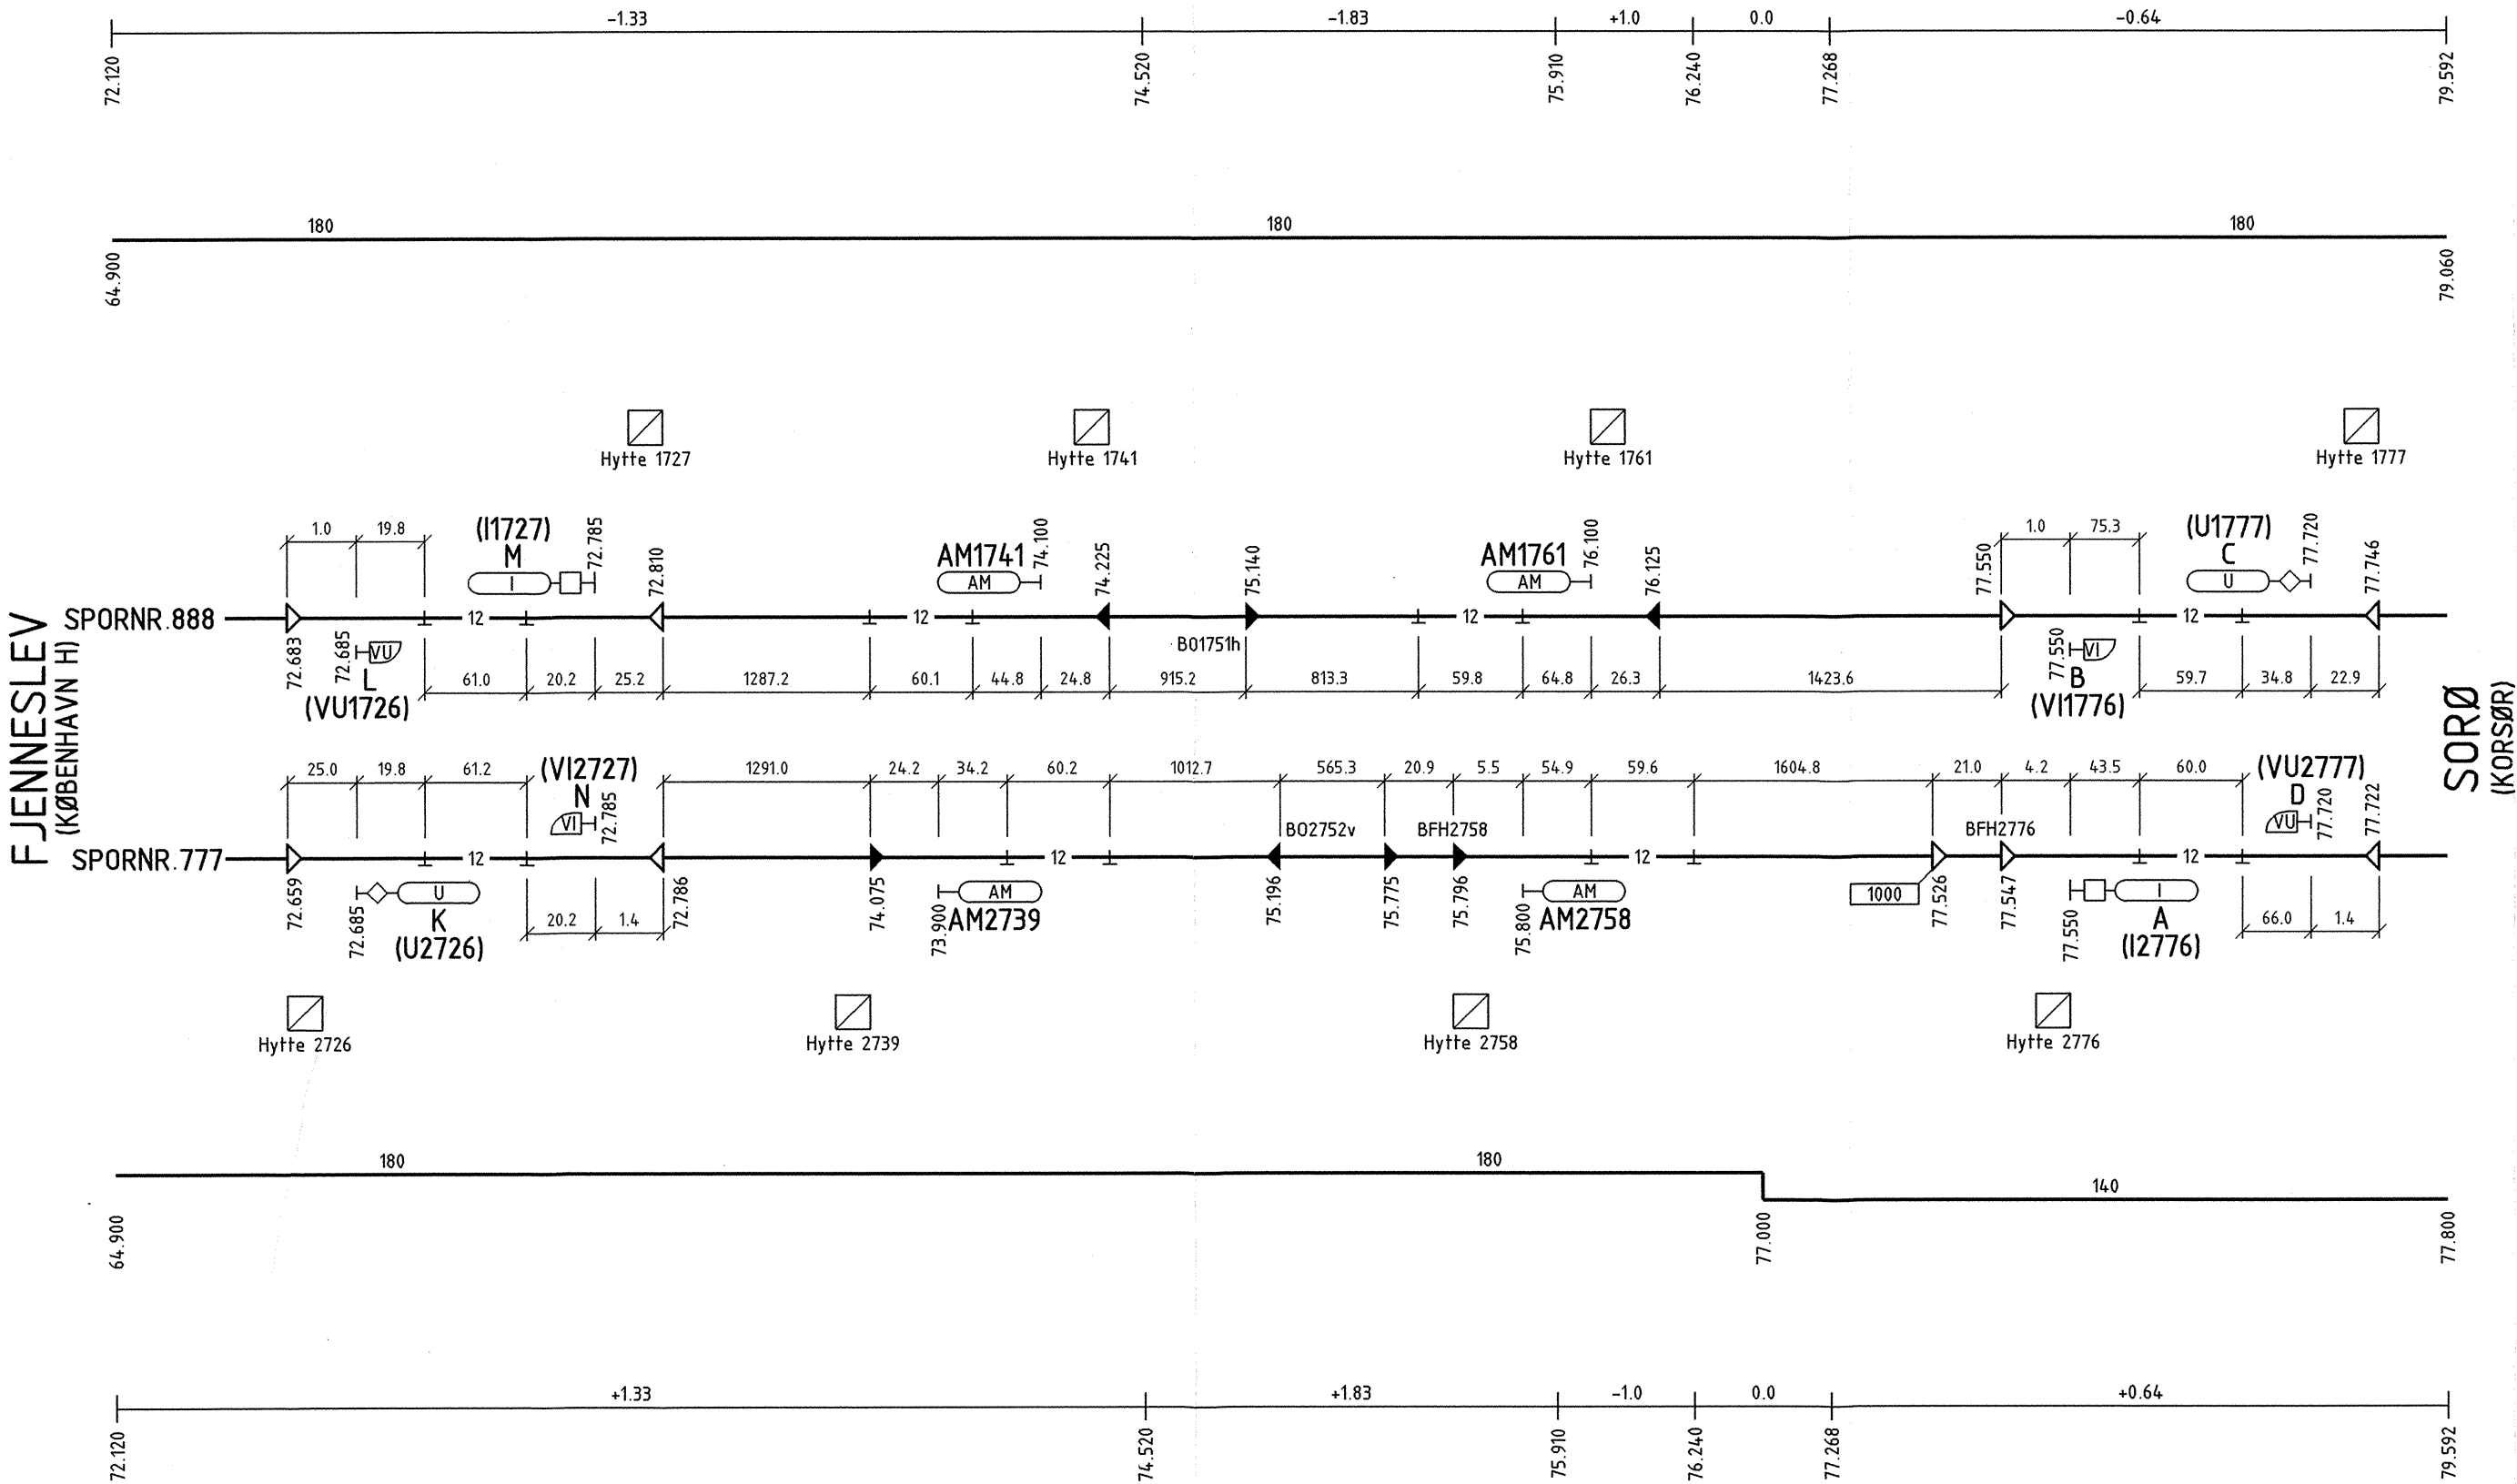 -1.33 -1.83 +1.0 0.0 -0.64
72.120 74.520 75.910 76.240 77.268 79.592
180 180 180
64.900 79.060
Hytte 1727 Hytte 1741 Hytte 1761 Hytte 1777
1.0 19.8 (I1727) 72.785 AM1741 74.100 AM1761 76.100 1.0 75.3 (U1777) 77.720
M C
I 72.810 AM 74.225 75.140 AM 76.125 77.550 U 77.746
SPORNR.888 12 12 12 12
72.683 72.685 VU B01751h 77.550 VI
L 61.0 20.2 25.2 1287.2 60.1 44.8 24.8 915.2 813.3 59.8 64.8 26.3 1423.6 B 59.7 34.8 22.9
(VU1726) (VI1776)
FJENNESLEV
(KØBENHAVN H)
SORØ
(KORSØR)
25.0 19.8 61.2 (VI2727) 1291.0 24.2 34.2 60.2 1012.7 565.3 20.9 5.5 54.9 59.6 1604.8 21.0 4.2 43.5 60.0 (VU2777)
N D
VI 72.785 B02752v BFH2758 BFH2776 VU 77.720 77.722
SPORNR.777 12 12 12 12
72.659 72.685 U 72.786 74.075 73.900 AM 75.196 75.775 75.796 75.800 AM 1000 77.526 77.547 77.550 I
K 20.2 1.4 AM2739 AM2758 A 66.0 1.4
(U2726) (I2776)
Hytte 2726 Hytte 2739 Hytte 2758 Hytte 2776
180 180 140
64.900 77.000 77.800
+1.33 +1.83 -1.0 0.0 +0.64
72.120 74.520 75.910 76.240 77.268 79.592